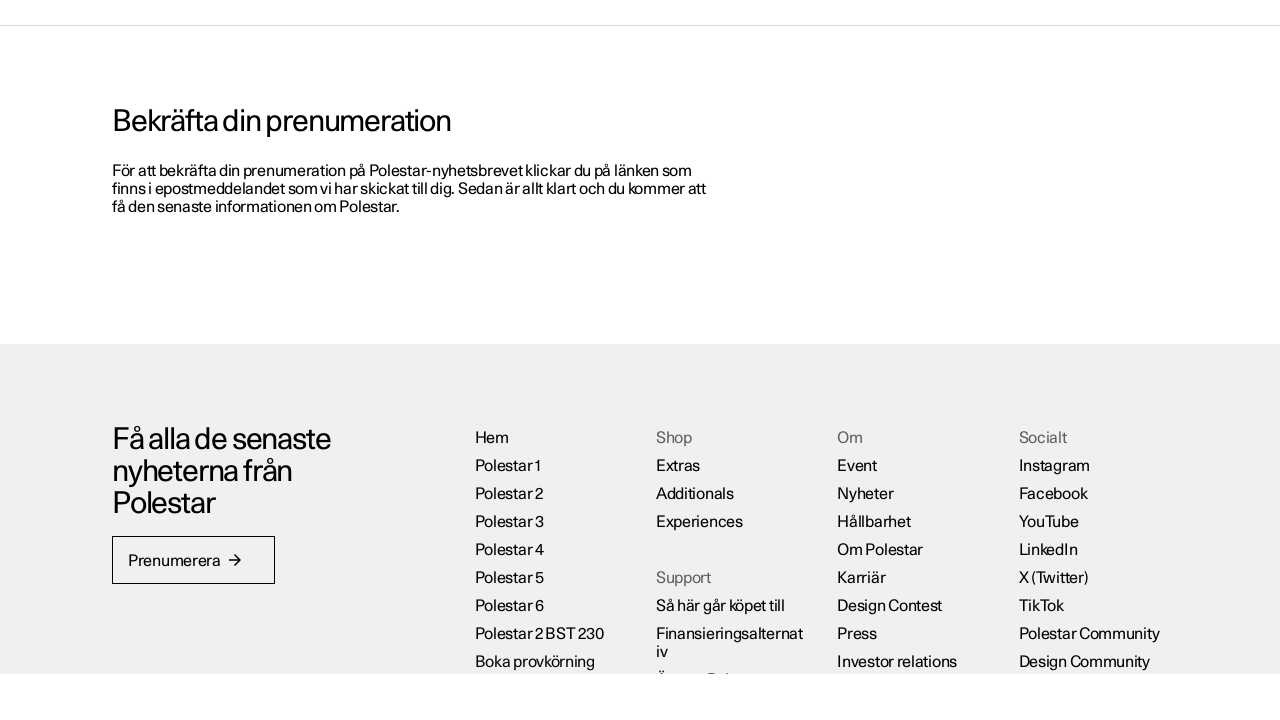 Bekräfta din prenumeration
För att bekräfta din prenumeration på Polestar-nyhetsbrevet klickar du på länken som
finns i epostmeddelandet som vi har skickat till dig. Sedan är allt klart och du kommer att
få den senaste informationen om Polestar.
Få alla de senaste
nyheterna från
Polestar
Prenumerera →
Hem
Polestar 1
Polestar 2
Polestar 3
Polestar 4
Polestar 5
Polestar 6
Polestar 2 BST 230
Boka provkörning
Shop
Extras
Additionals
Experiences
Support
Så här går köpet till
Finansieringsalternat
iv
Om
Event
Nyheter
Hållbarhet
Om Polestar
Karriär
Design Contest
Press
Investor relations
Socialt
Instagram
Facebook
YouTube
LinkedIn
X (Twitter)
TikTok
Polestar Community
Design Community